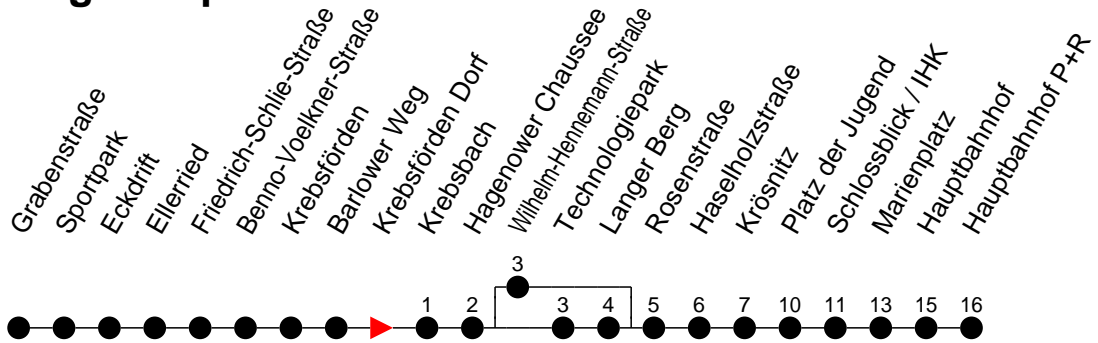 Grabenstraße
Sportpark
Eckdrift
Ellerried
Friedrich-Schlie-Straße
Benno-Voelkner-Straße
Krebsförden
Barlower Weg
Krebsförden Dorf
Krebsbach
Hagenower Chaussee
Wilhelm-Hennemann-Straße
Technologiepark
Langer Berg
Rosenstraße
Haselholzstraße
Krösnitz
Platz der Jugend
Schlossblick / IHK
Marienplatz
Hauptbahnhof
Hauptbahnhof P+R
3
1 2 3 4 5 6 7 10 11 13 15 16